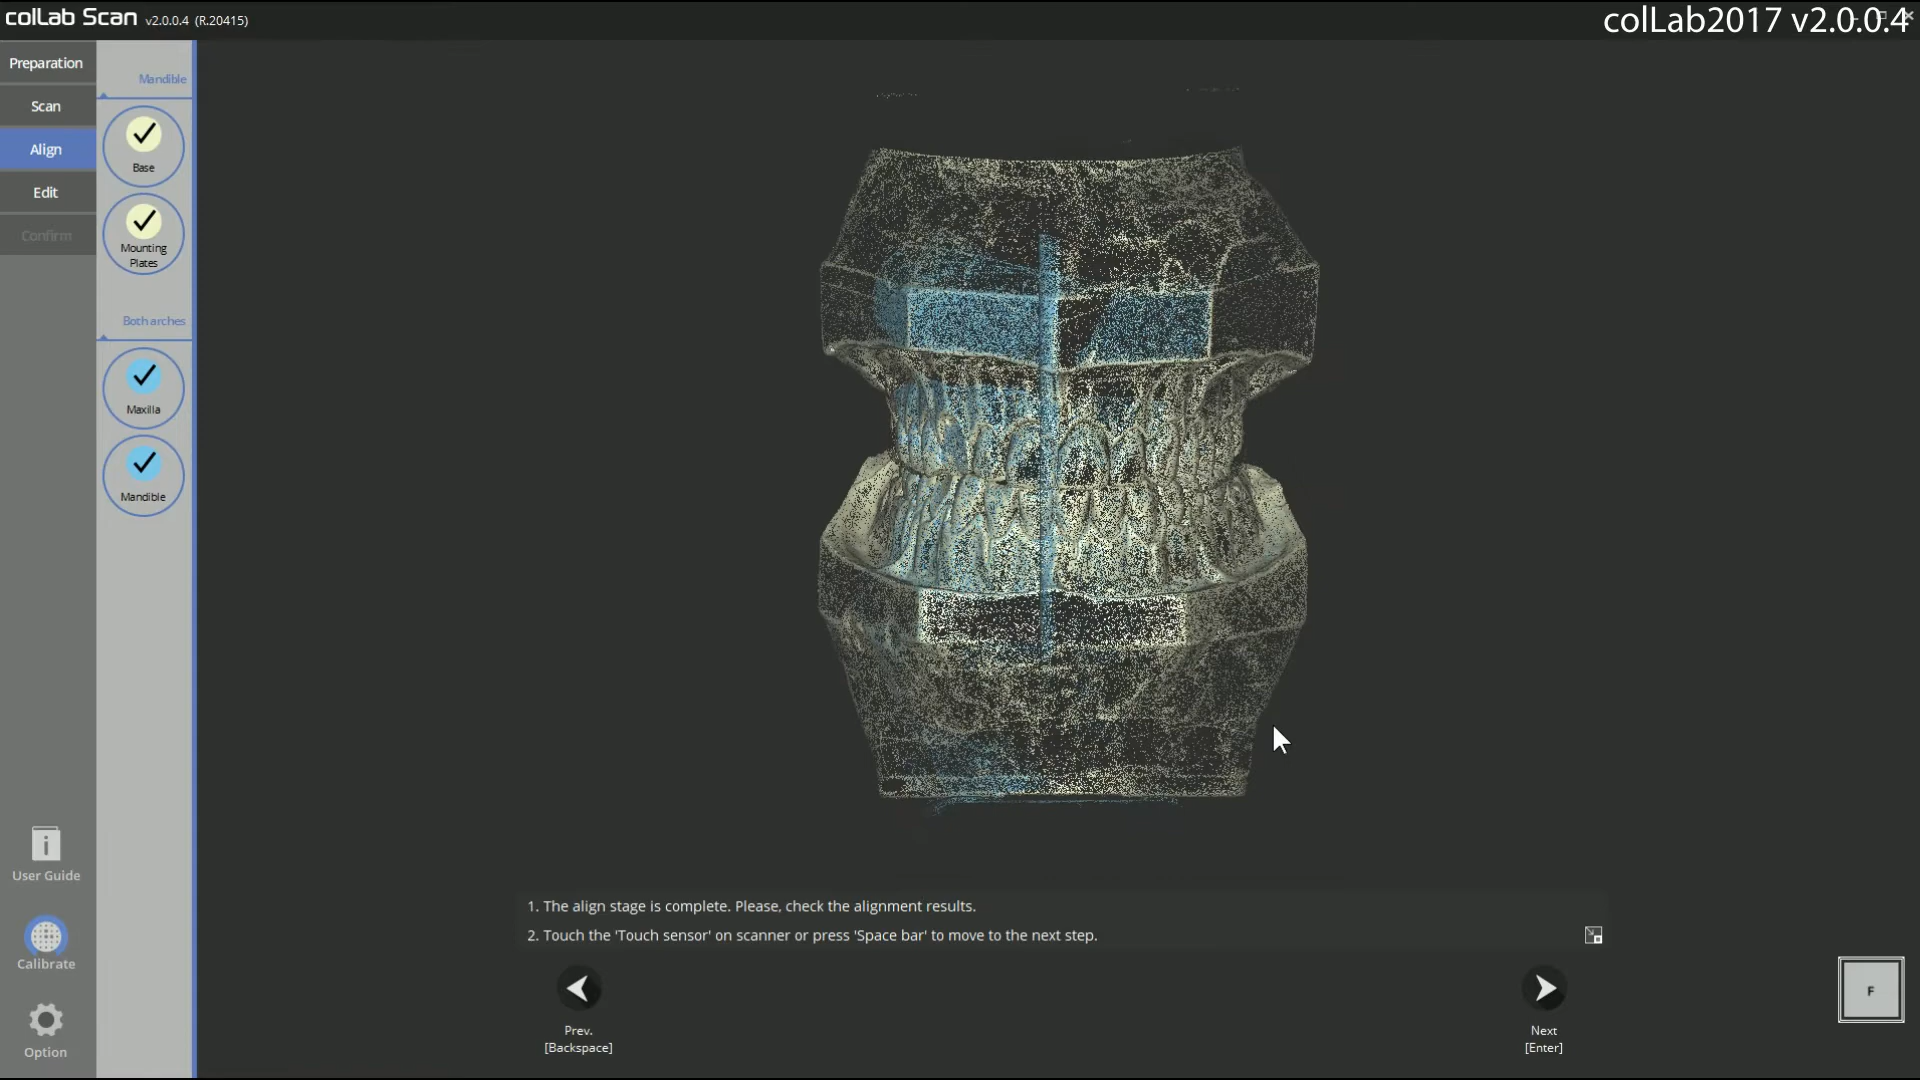 colLab Scan v2.0.0.4 (R.20415)
colLab2017 v2.0.0.4
Preparation
Scan
Align
Edit
Confirm
Mandible
Base
Mounting
Plates
Both arches
Maxilla
Mandible
User Guide
Calibrate
Option
1. The align stage is complete. Please, check the alignment results.
2. Touch the 'Touch sensor' on scanner or press 'Space bar' to move to the next step.
Prev.
[Backspace]
Next
[Enter]
F